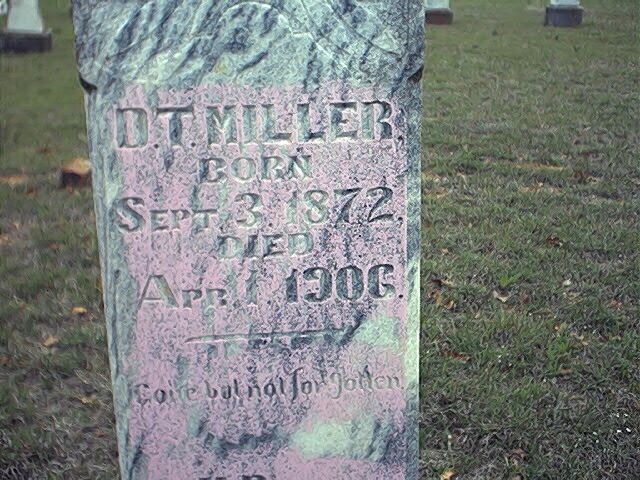 D.T. MILLER.
BORN
SEPT. 3. 1872.
DIED
APR. 1. 1906.
Gone but not forgotten